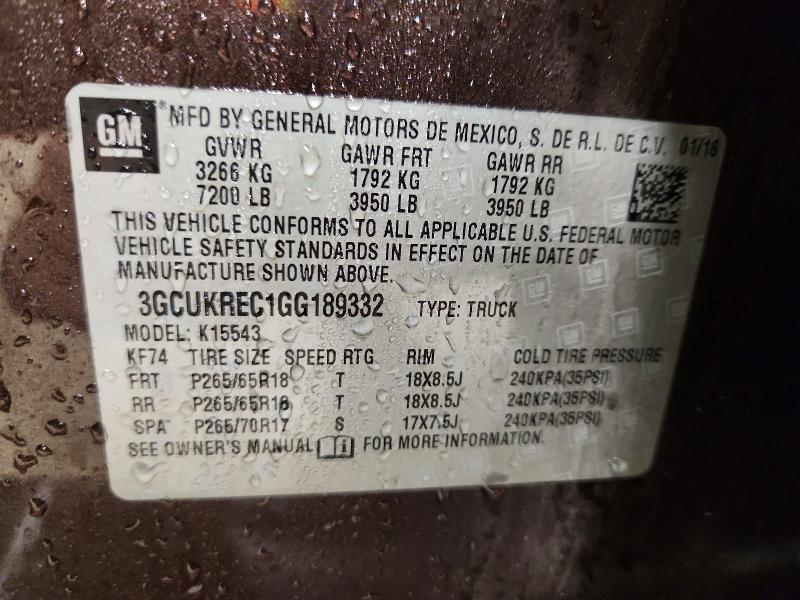 GM
®MFD BY GENERAL MOTORS DE MEXICO, S. DE R.L. DE C.V. 01/16
GVWR GAWR FRT GAWR RR
3266 KG 1792 KG 1792 KG
7200 LB 3950 LB 3950 LB
THIS VEHICLE CONFORMS TO ALL APPLICABLE U.S. FEDERAL MOTOR
VEHICLE SAFETY STANDARDS IN EFFECT ON THE DATE OF
MANUFACTURE SHOWN ABOVE.
3GCUKREC1GG189332 TYPE: TRUCK
MODEL: K15543
KF74 TIRE SIZE SPEED RTG RIM COLD TIRE PRESSURE
FRT P265/65R18 T 18X8.5J 240KPA(35PSI)
RR P265/65R18 T 18X8.5J 240KPA(35PSI)
SPA P265/70R17 S 17X7.5J 240KPA(35PSI)
SEE OWNER'S MANUAL FOR MORE INFORMATION.